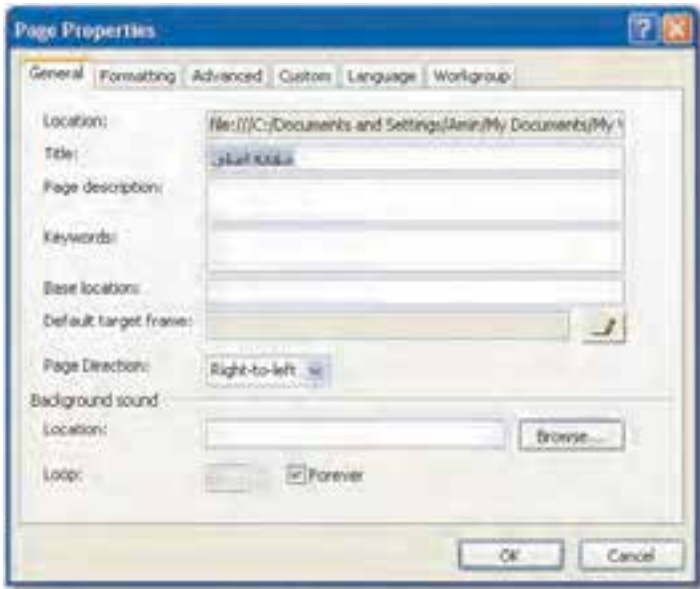 Page Properties
General Formatting Advanced Custom Language Workgroup
Location: file:///C:/Documents and Settings/Amin/My Documents/My
Title: صفحه اصلی
Page description:
Keywords:
Base location:
Default target frame:
Page Direction: Right-to-left
Background sound
Location: Browse...
Loop: Forever
OK Cancel